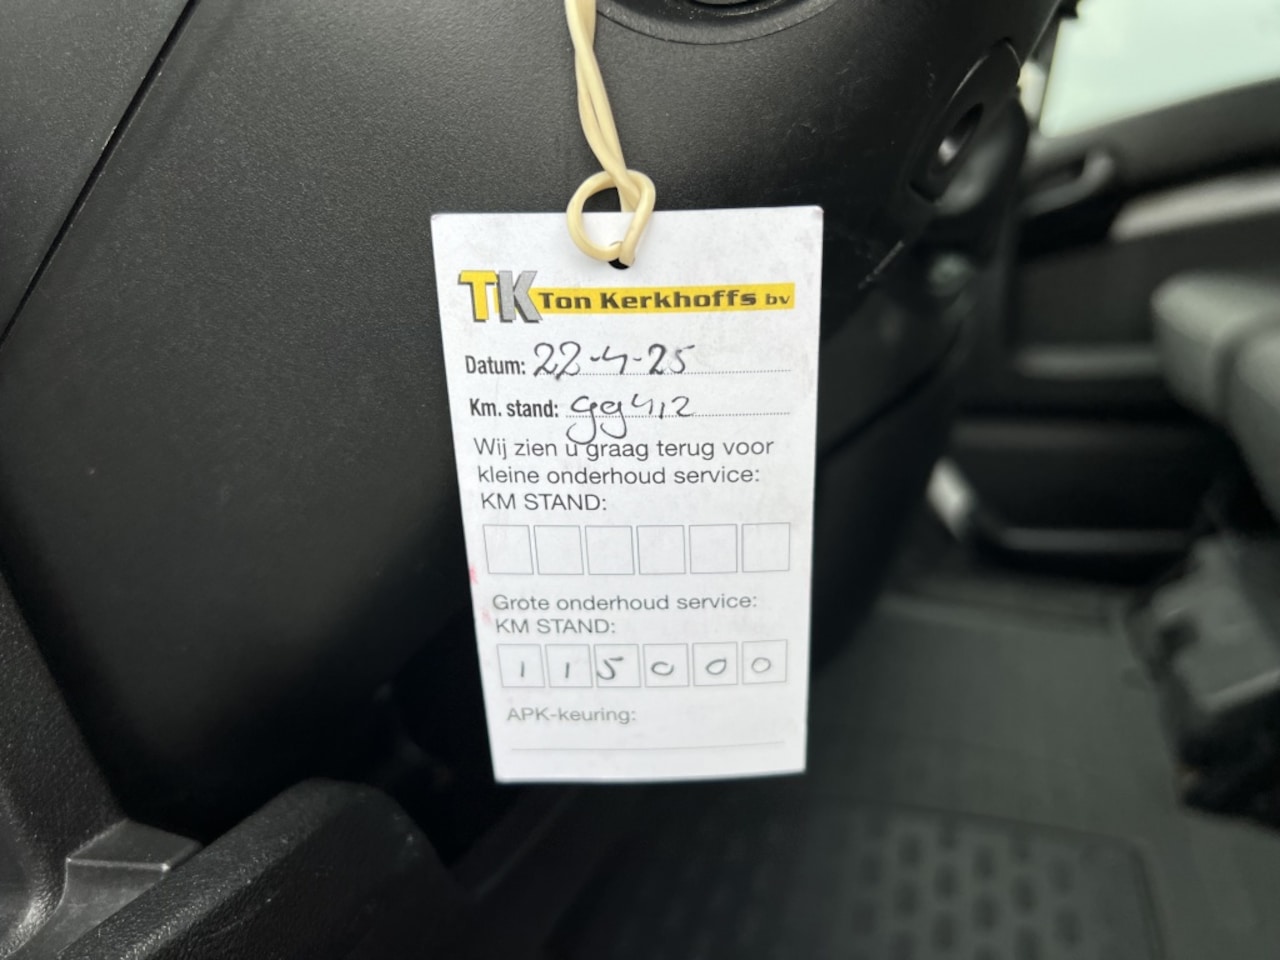 TK Ton Kerkhoffs bv
Datum: 22-4-25
Km. stand: 99412
Wij zien u graag terug voor
kleine onderhoud service:
KM STAND:
Grote onderhoud service:
KM STAND:
115000
APK-keuring: